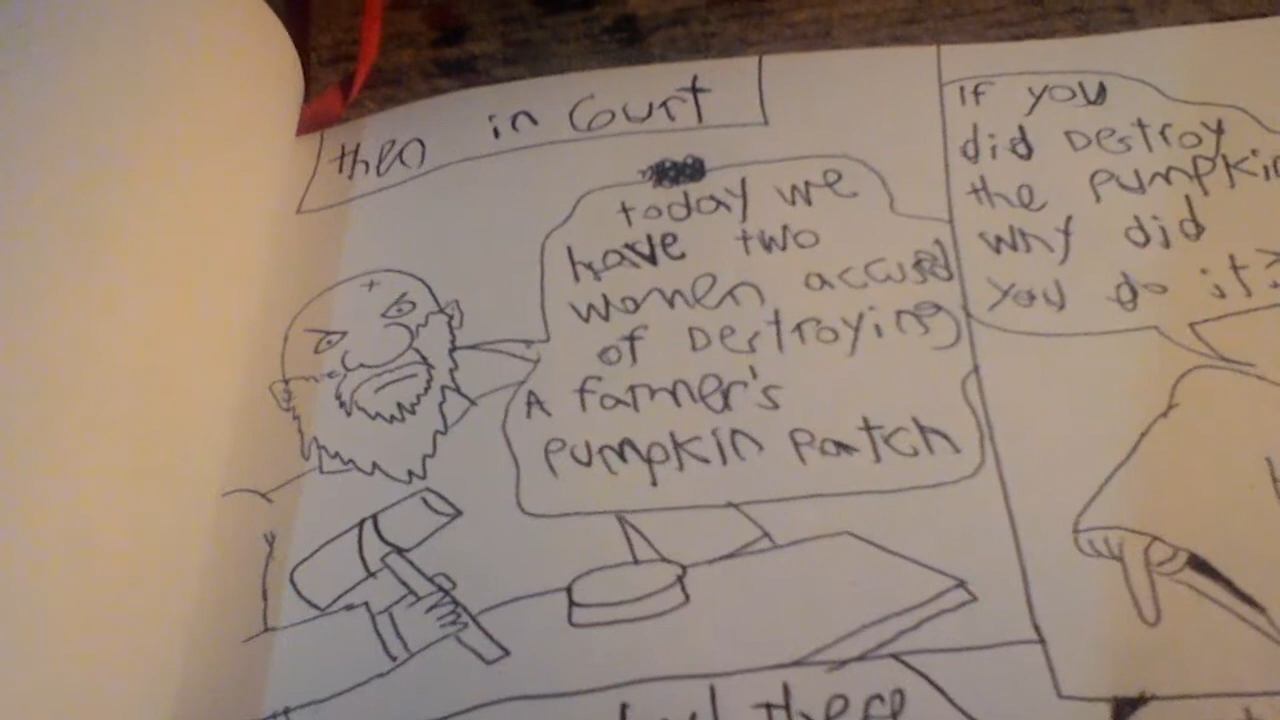 then in Court
today we
have two
women accused
of Destroying
A farmer's
pumpkin patch
If you
did Destroy
the pumpkin
why did
you do it?
there